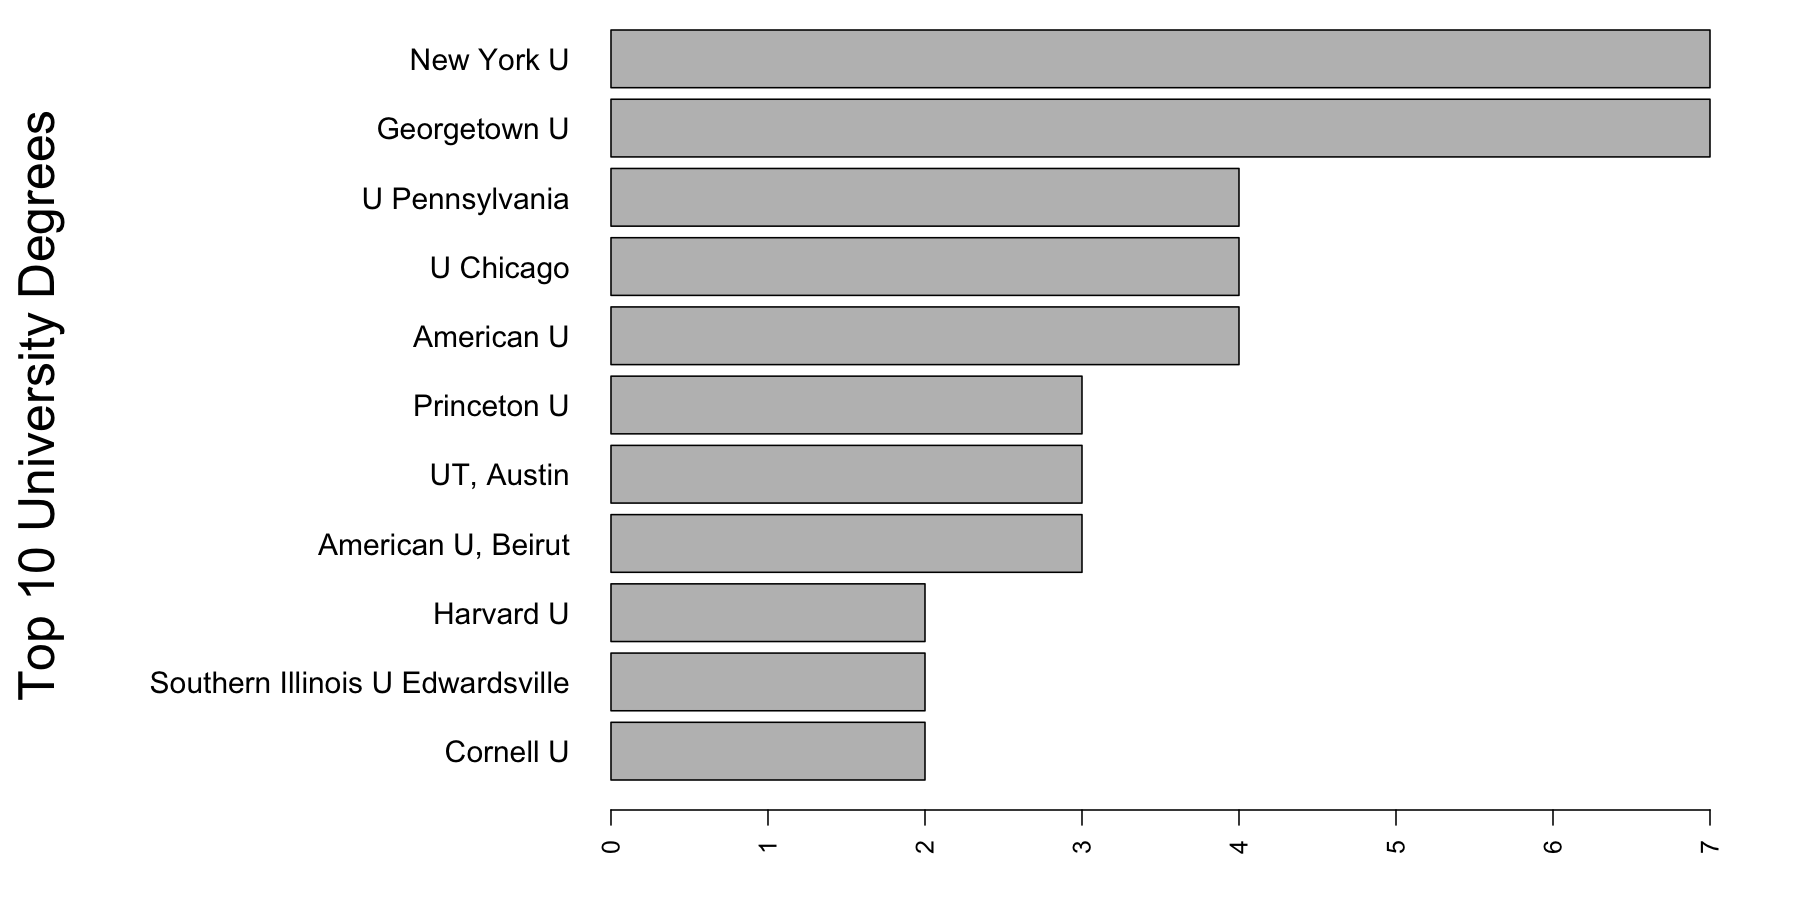 Top 10 University Degrees
New York U
Georgetown U
U Pennsylvania
U Chicago
American U
Princeton U
UT, Austin
American U, Beirut
Harvard U
Southern Illinois U Edwardsville
Cornell U
0 1 2 3 4 5 6 7